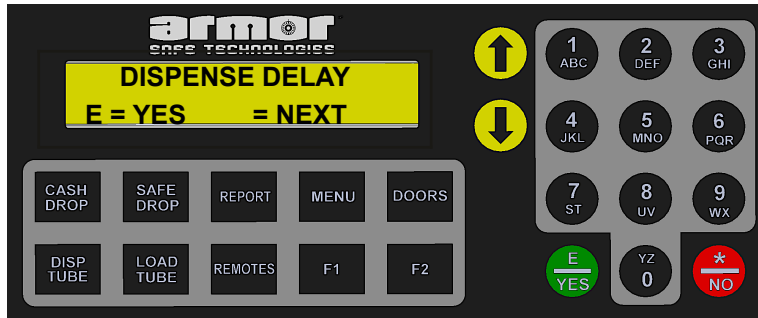 armor
SAFE TECHNOLOGIES
DISPENSE DELAY
E = YES = NEXT
CASH DROP
SAFE DROP
REPORT
MENU
DOORS
DISP TUBE
LOAD TUBE
REMOTES
F1
F2
1 ABC
2 DEF
3 GHI
4 JKL
5 MNO
6 PQR
7 ST
8 UV
9 WX
E YES
YZ 0
* NO